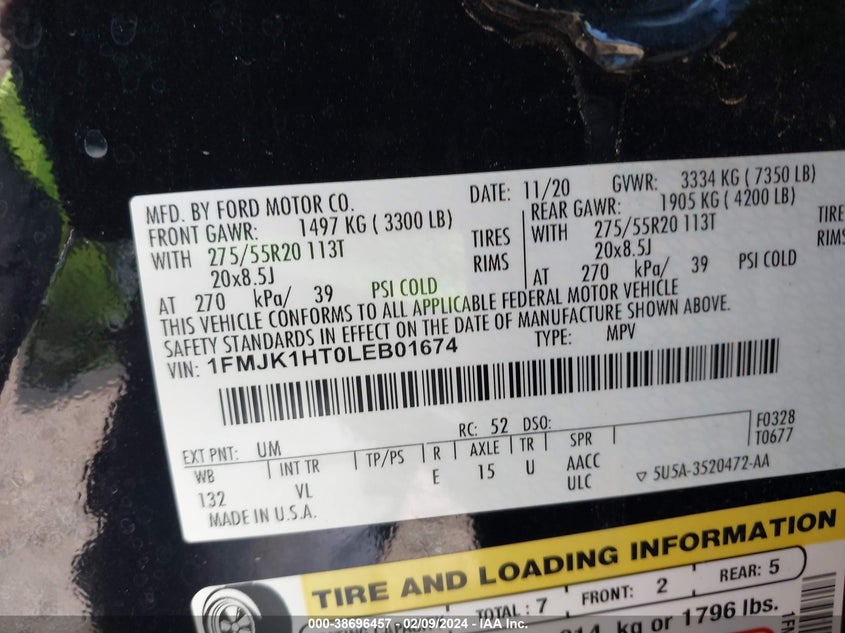 MFD. BY FORD MOTOR CO. DATE: 11/20 GVWR: 3334 KG ( 7350 LB)
FRONT GAWR: 1497 KG ( 3300 LB) REAR GAWR: 1905 KG ( 4200 LB)
WITH 275/55R20 113T TIRES WITH 275/55R20 113T TIRE
20x8.5J RIMS 20x8.5J RIMS
AT 270 kPa/ 39 PSI COLD AT 270 kPa/ 39 PSI COLD
THIS VEHICLE CONFORMS TO ALL APPLICABLE FEDERAL MOTOR VEHICLE
SAFETY STANDARDS IN EFFECT ON THE DATE OF MANUFACTURE SHOWN ABOVE.
VIN: 1FMJK1HT0LEB01674 TYPE: MPV
RC: 52 DSO: F0328
T0677
EXT PNT: UM
WB INT TR TP/PS R AXLE TR SPR
132 VL E 15 U AACC
ULC
▽ 5U5A-3520472-AA
MADE IN U.S.A.
TIRE AND LOADING INFORMATION
TOTAL : 7 FRONT: 2 REAR: 5
kg or 1796 lbs.
000-38696457 - 02/09/2024 - IAA Inc.